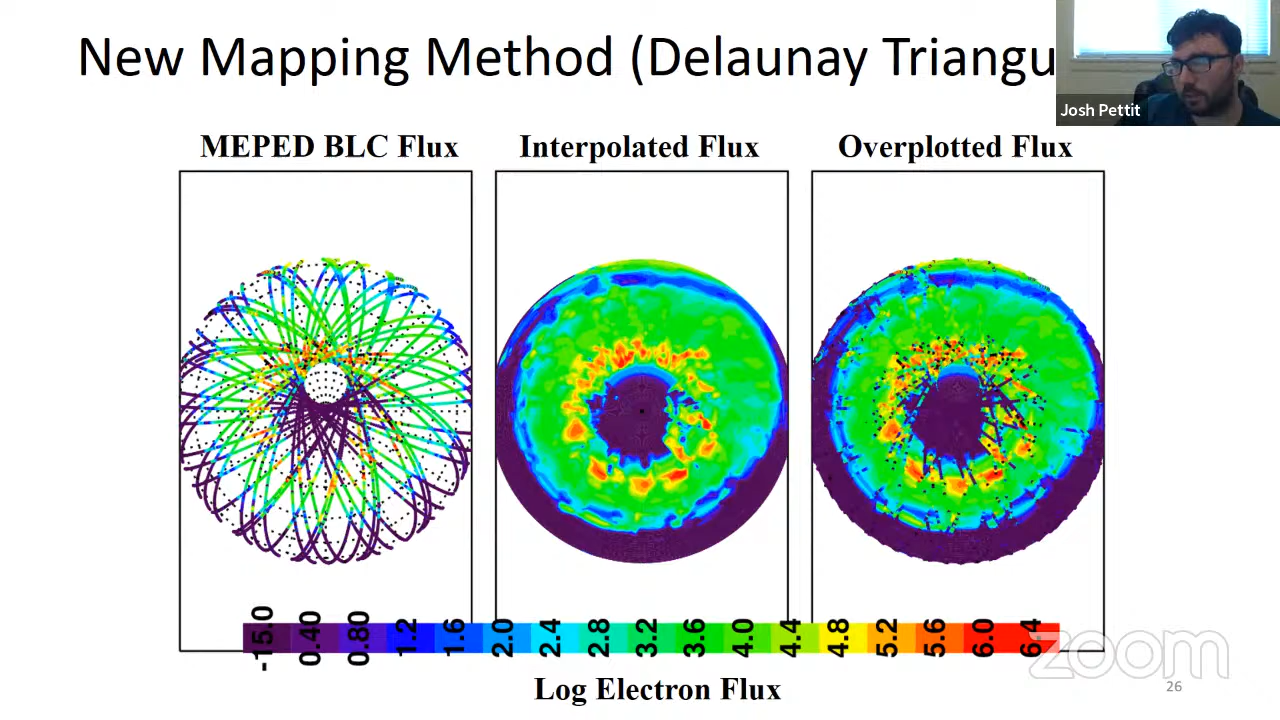 New Mapping Method (Delaunay Triangu
Josh Pettit
MEPED BLC Flux
Interpolated Flux
Overplotted Flux
-15.0 0.40 0.80 1.2 1.6 2.0 2.4 2.8 3.2 3.6 4.0 4.4 4.8 5.2 5.6 6.0 6.4
zoom
Log Electron Flux
26